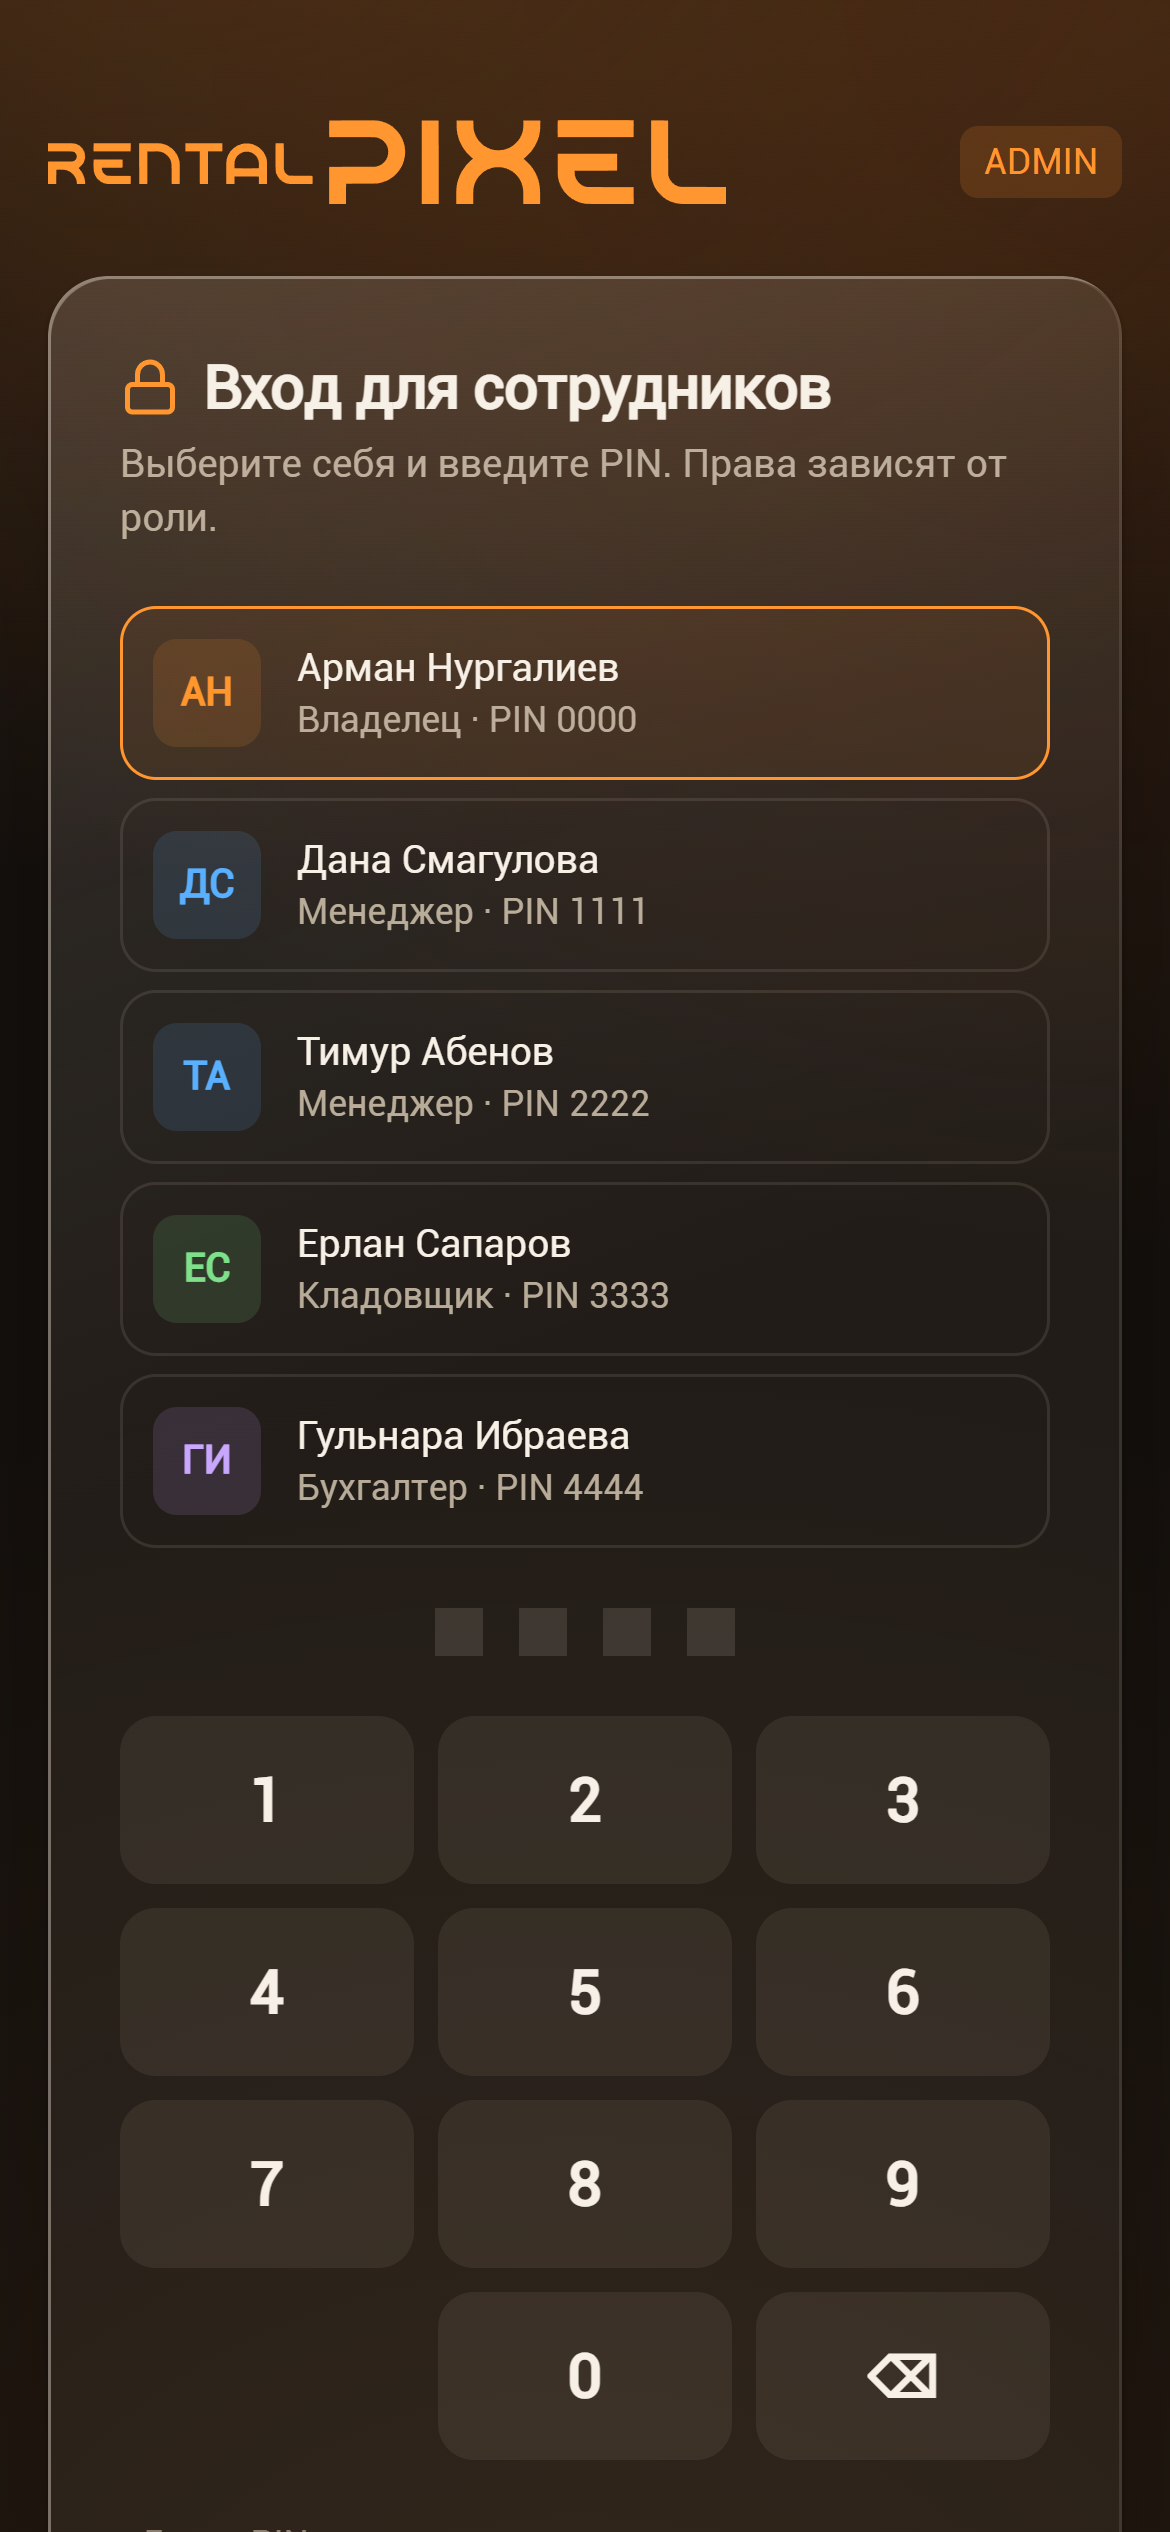 RENTAL PIXEL
ADMIN
Вход для сотрудников
Выберите себя и введите PIN. Права зависят от
роли.
АН
Арман Нургалиев
Владелец · PIN 0000
ДС
Дана Смагулова
Менеджер · PIN 1111
ТА
Тимур Абенов
Менеджер · PIN 2222
ЕС
Ерлан Сапаров
Кладовщик · PIN 3333
ГИ
Гульнара Ибраева
Бухгалтер · PIN 4444
1 2 3
4 5 6
7 8 9
0 ⌫